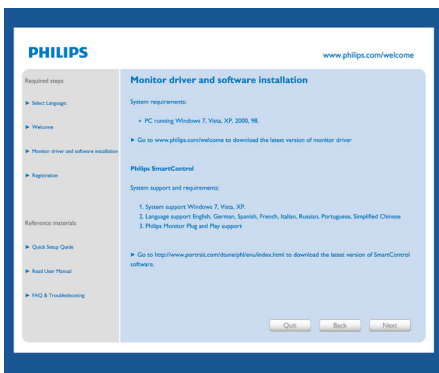 PHILIPS
www.philips.com/welcome
Required steps
► Select Language:
► Welcome
► Monitor driver and software installation
► Registration
Reference materials
► Quick Setup Quide
► Read User Manual
► FAQ & Troubleshooting
Monitor driver and software installation
System requirements:
• PC running Windows 7, Vista, XP, 2000, 98.
► Go to www.philips.com/welcome to download the latest version of monitor driver
Philips SmartControl
System support and requirements:
1. System support Windows 7, Vista, XP.
2. Language support English, German, Spanish, French, Italian, Russian, Portuguese, Simplified Chinese
3. Philips Monitor Plug and Play support
► Go to http://www.portrait.com/dtune/phl/enu/index.html to download the latest version of SmartControl
software.
Quit
Back
Next